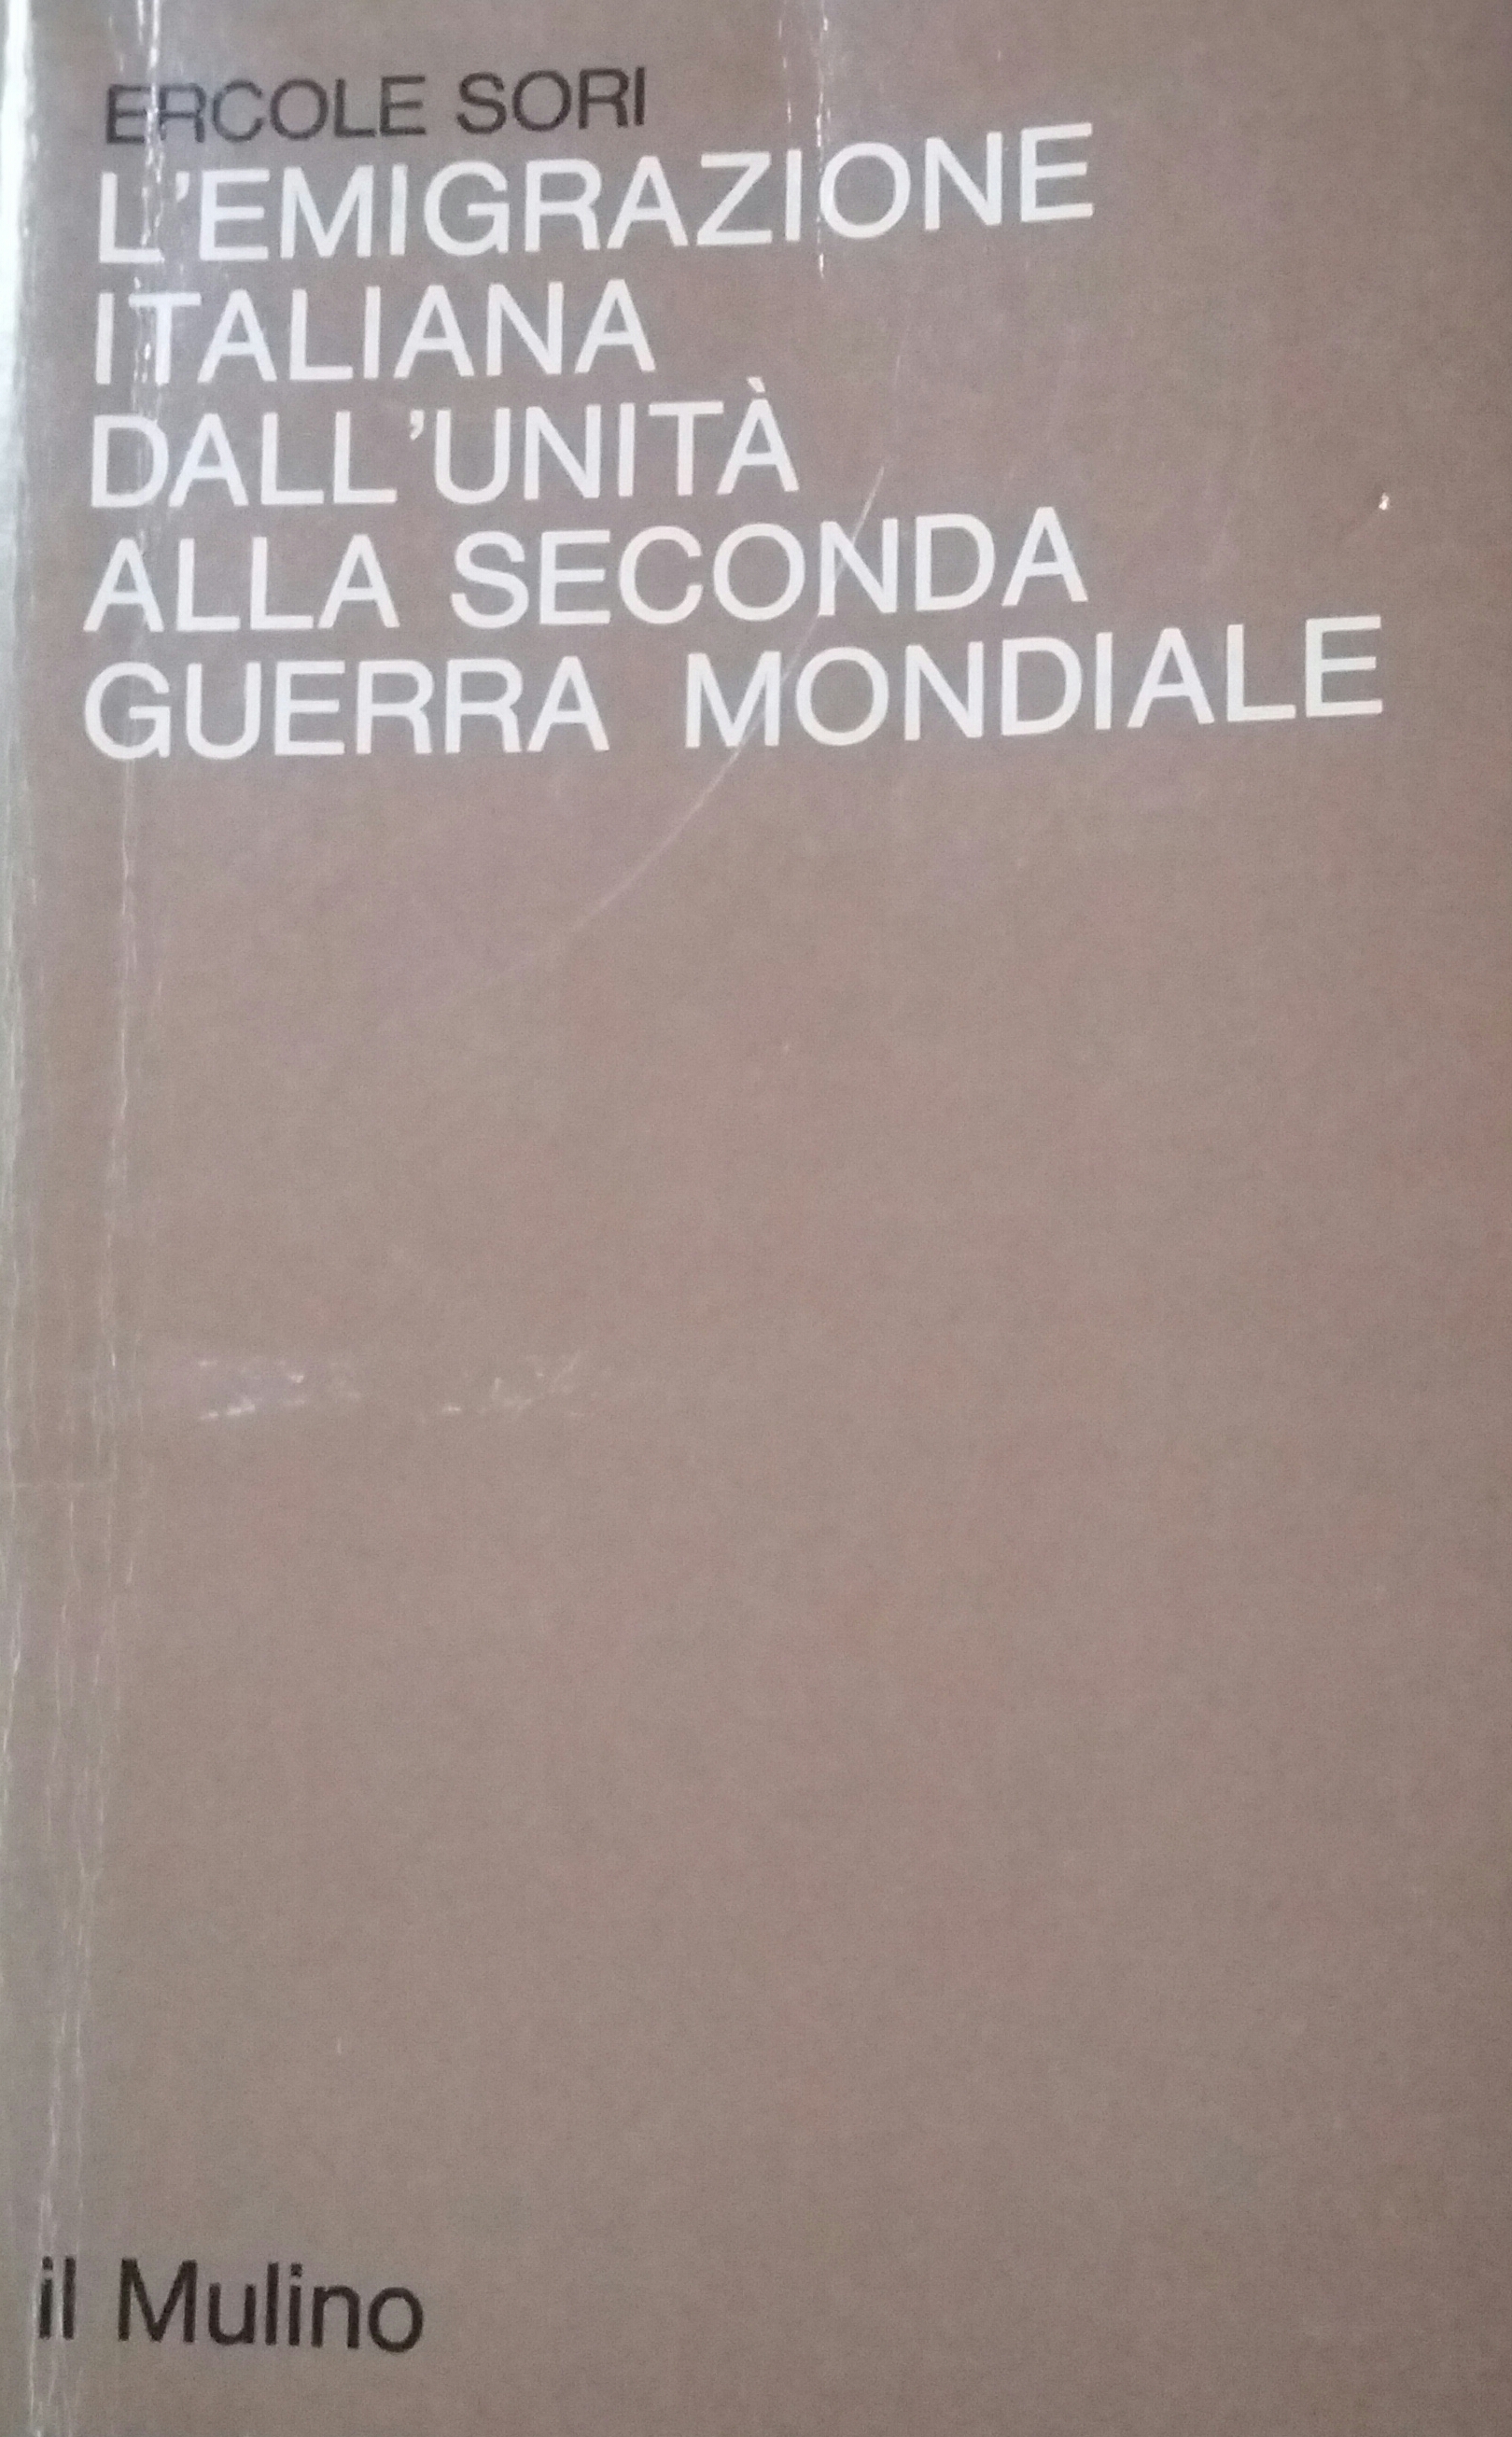 ERCOLE SORI
L'EMIGRAZIONE
ITALIANA
DALL'UNITÀ
ALLA SECONDA
GUERRA MONDIALE
il Mulino